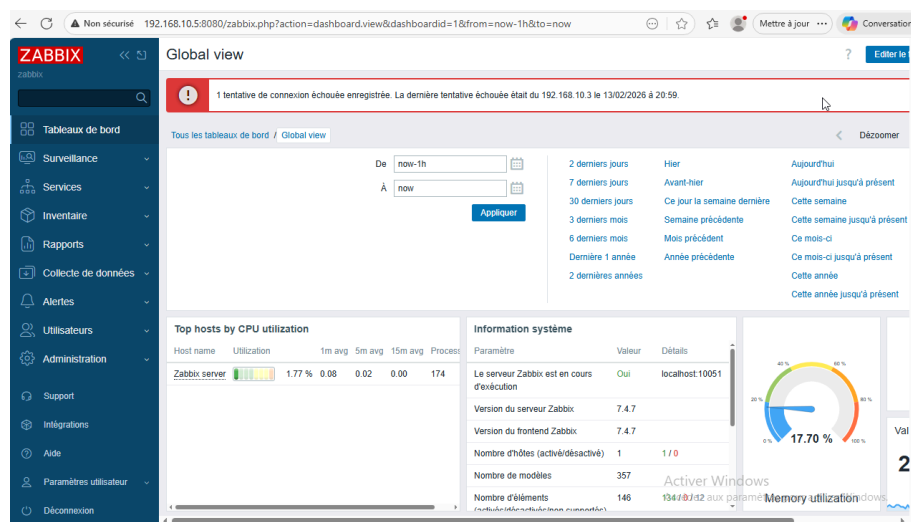 Non sécurisé 192.168.10.5:8080/zabbix.php?action=dashboard.view&dashboardid=1&from=now-1h&to=now
Mettre à jour
Conversation
ZABBIX
zabbix
Tableaux de bord
Surveillance
Services
Inventaire
Rapports
Collecte de données
Alertes
Utilisateurs
Administration
Support
Intégrations
Aide
Paramètres utilisateur
Déconnexion
Global view
?
Editer le
1 tentative de connexion échouée enregistrée. La dernière tentative échouée était du 192.168.10.3 le 13/02/2026 à 20:59.
Tous les tableaux de bord / Global view
Dézoomer
De now-1h
À now
Appliquer
2 derniers jours Hier Aujourd'hui
7 derniers jours Avant-hier Aujourd'hui jusqu'à présent
30 derniers jours Ce jour la semaine dernière Cette semaine
3 derniers mois Semaine précédente Cette semaine jusqu'à présent
6 derniers mois Mois précédent Ce mois-ci
Dernière 1 année Année précédente Ce mois-ci jusqu'à présent
2 dernières années Cette année
Cette année jusqu'à présent
Top hosts by CPU utilization
Host name Utilization 1m avg 5m avg 15m avg Process
Zabbix server 1.77 % 0.08 0.02 0.00 174
Information système
Paramètre Valeur Détails
Le serveur Zabbix est en cours Oui localhost:10051
d'exécution
Version du serveur Zabbix 7.4.7
Version du frontend Zabbix 7.4.7
Nombre d'hôtes (activé/désactivé) 1 1 / 0
Nombre de modèles 357
Nombre d'éléments 146 134 / 0 / 12
(activés/désactivés/non supportés)
0% 20% 40% 60% 80% 100%
17.70 %
Memory utilization
Val
2
Activer Windows